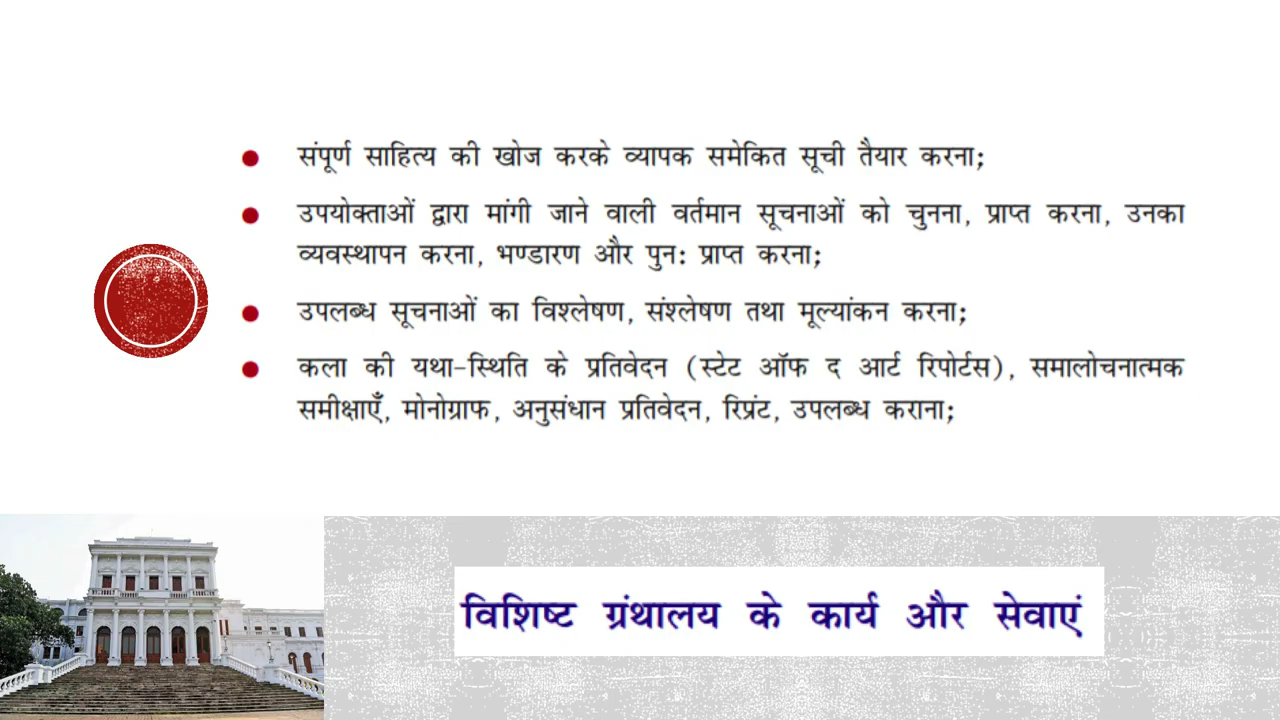 ● संपूर्ण साहित्य की खोज करके व्यापक समेकित सूची तैयार करना;
● उपयोक्ताओं द्वारा मांगी जाने वाली वर्तमान सूचनाओं को चुनना, प्राप्त करना, उनका
व्यवस्थापन करना, भण्डारण और पुन: प्राप्त करना;
● उपलब्ध सूचनाओं का विश्लेषण, संश्लेषण तथा मूल्यांकन करना;
● कला की यथा-स्थिति के प्रतिवेदन (स्टेट ऑफ द आर्ट रिपोर्टस), समालोचनात्मक
समीक्षाएँ, मोनोग्राफ, अनुसंधान प्रतिवेदन, रिप्रंट, उपलब्ध कराना;
विशिष्ट ग्रंथालय के कार्य और सेवाएं